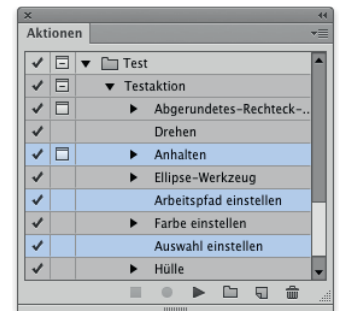 Aktionen
Test
Testaktion
Abgerundetes-Rechteck-..
Drehen
Anhalten
Ellipse-Werkzeug
Arbeitspfad einstellen
Farbe einstellen
Auswahl einstellen
Hülle